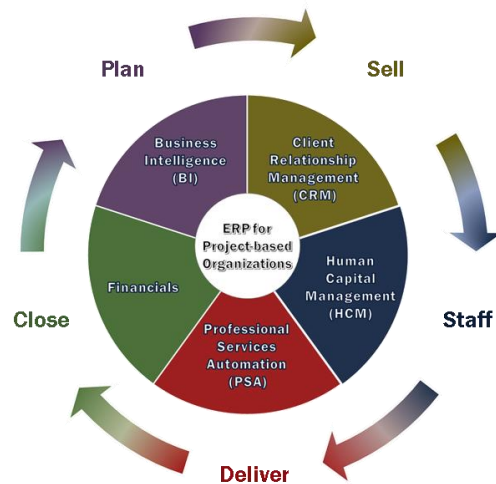 Plan
Sell
Business
Intelligence
(BI)
Client
Relationship
Management
(CRM)
ERP for
Project-based
Organizations
Human
Capital
Management
(HCM)
Financials
Professional
Services
Automation
(PSA)
Close
Staff
Deliver